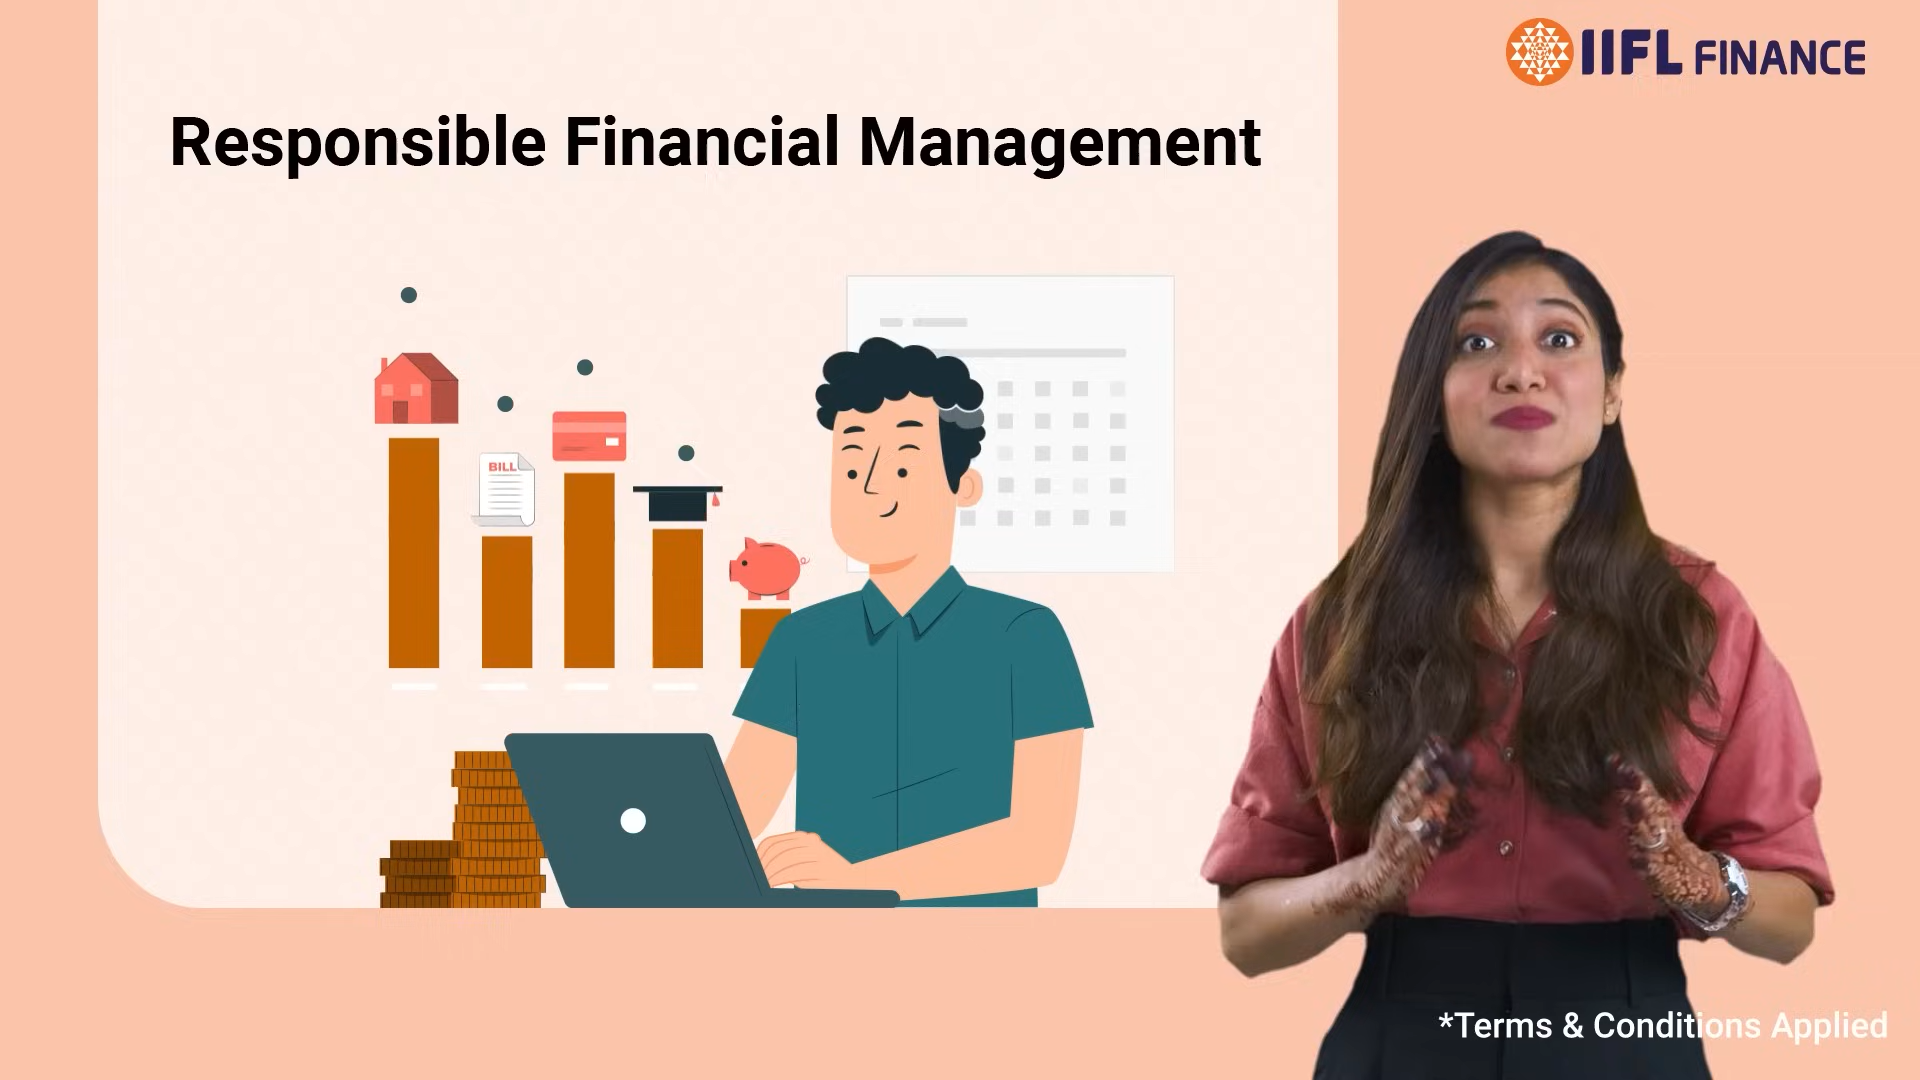 IIFL FINANCE
Responsible Financial Management
BILL
*Terms & Conditions Applied